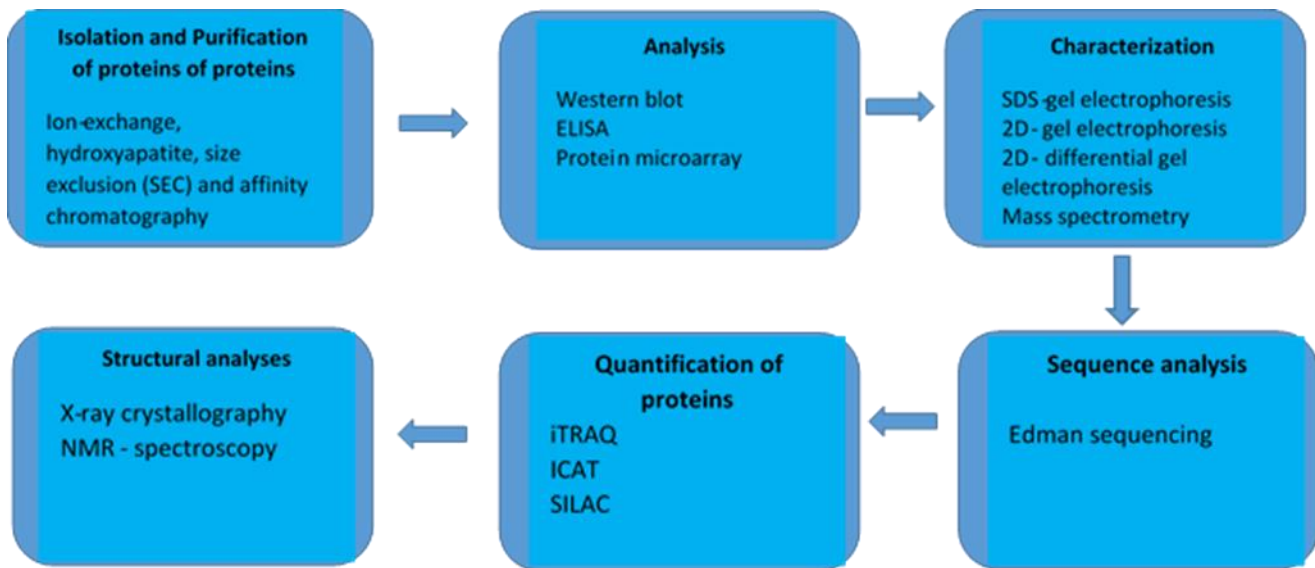 Isolation and Purification
of proteins of proteins
Ion-exchange,
hydroxyapatite, size
exclusion (SEC) and affinity
chromatography
Analysis
Western blot
ELISA
Protein microarray
Characterization
SDS-gel electrophoresis
2D- gel electrophoresis
2D- differential gel
electrophoresis
Mass spectrometry
Structural analyses
X-ray crystallography
NMR - spectroscopy
Quantification of
proteins
iTRAQ
ICAT
SILAC
Sequence analysis
Edman sequencing